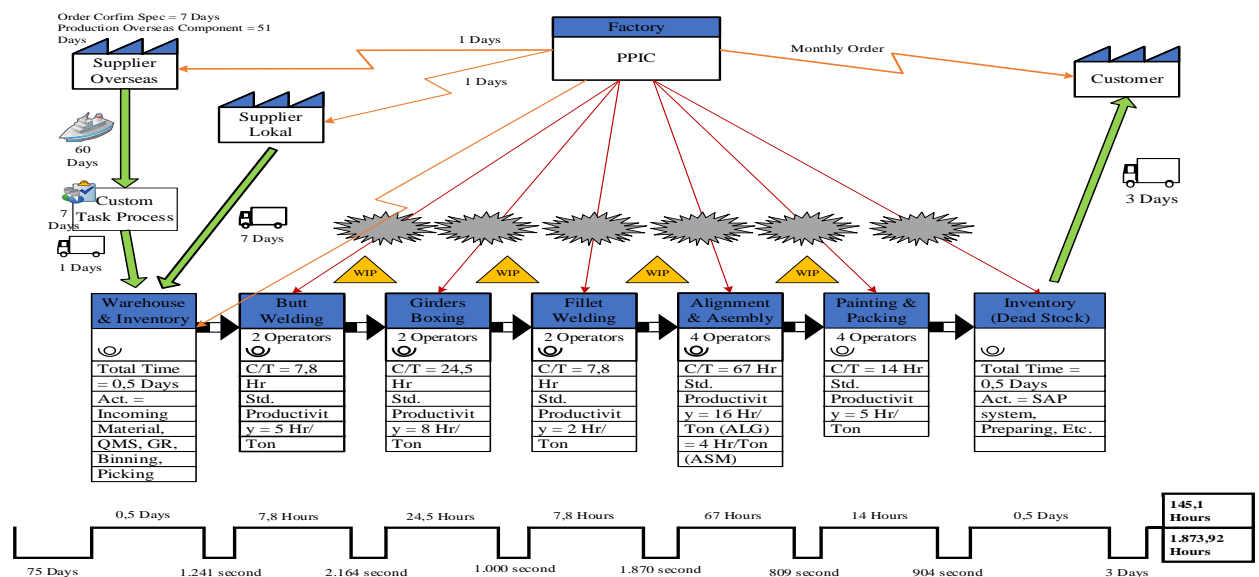 Order Corfim Spec = 7 Days
Production Overseas Component = 51
Days
Supplier
Overseas
1 Days
Factory
PPIC
Monthly Order
Customer
1 Days
Supplier
Lokal
60
Days
Custom
Task Process
7
Days
1 Days
7 Days
3 Days
WIP
WIP
WIP
WIP
Warehouse
& Inventory
Total Time
= 0,5 Days
Act. =
Incoming
Material,
QMS, GR,
Binning,
Picking
Butt
Welding
2 Operators
C/T = 7,8
Hr
Std.
Productivit
y = 5 Hr/
Ton
Girders
Boxing
2 Operators
C/T = 24,5
Hr
Std.
Productivit
y = 8 Hr/
Ton
Fillet
Welding
2 Operators
C/T = 7,8
Hr
Std.
Productivit
y = 2 Hr/
Ton
Alignment
& Asembly
4 Operators
C/T = 67 Hr
Std.
Productivit
y = 16 Hr/
Ton (ALG)
= 4 Hr/Ton
(ASM)
Painting &
Packing
4 Operators
C/T = 14 Hr
Std.
Productivit
y = 5 Hr/
Ton
Inventory
(Dead Stock)
Total Time =
0,5 Days
Act. = SAP
system,
Preparing, Etc.
0,5 Days
7,8 Hours
24,5 Hours
7,8 Hours
67 Hours
14 Hours
0,5 Days
145,1
Hours
1.873,92
Hours
75 Days
1.241 second
2.164 second
1.000 second
1.870 second
809 second
904 second
3 Days